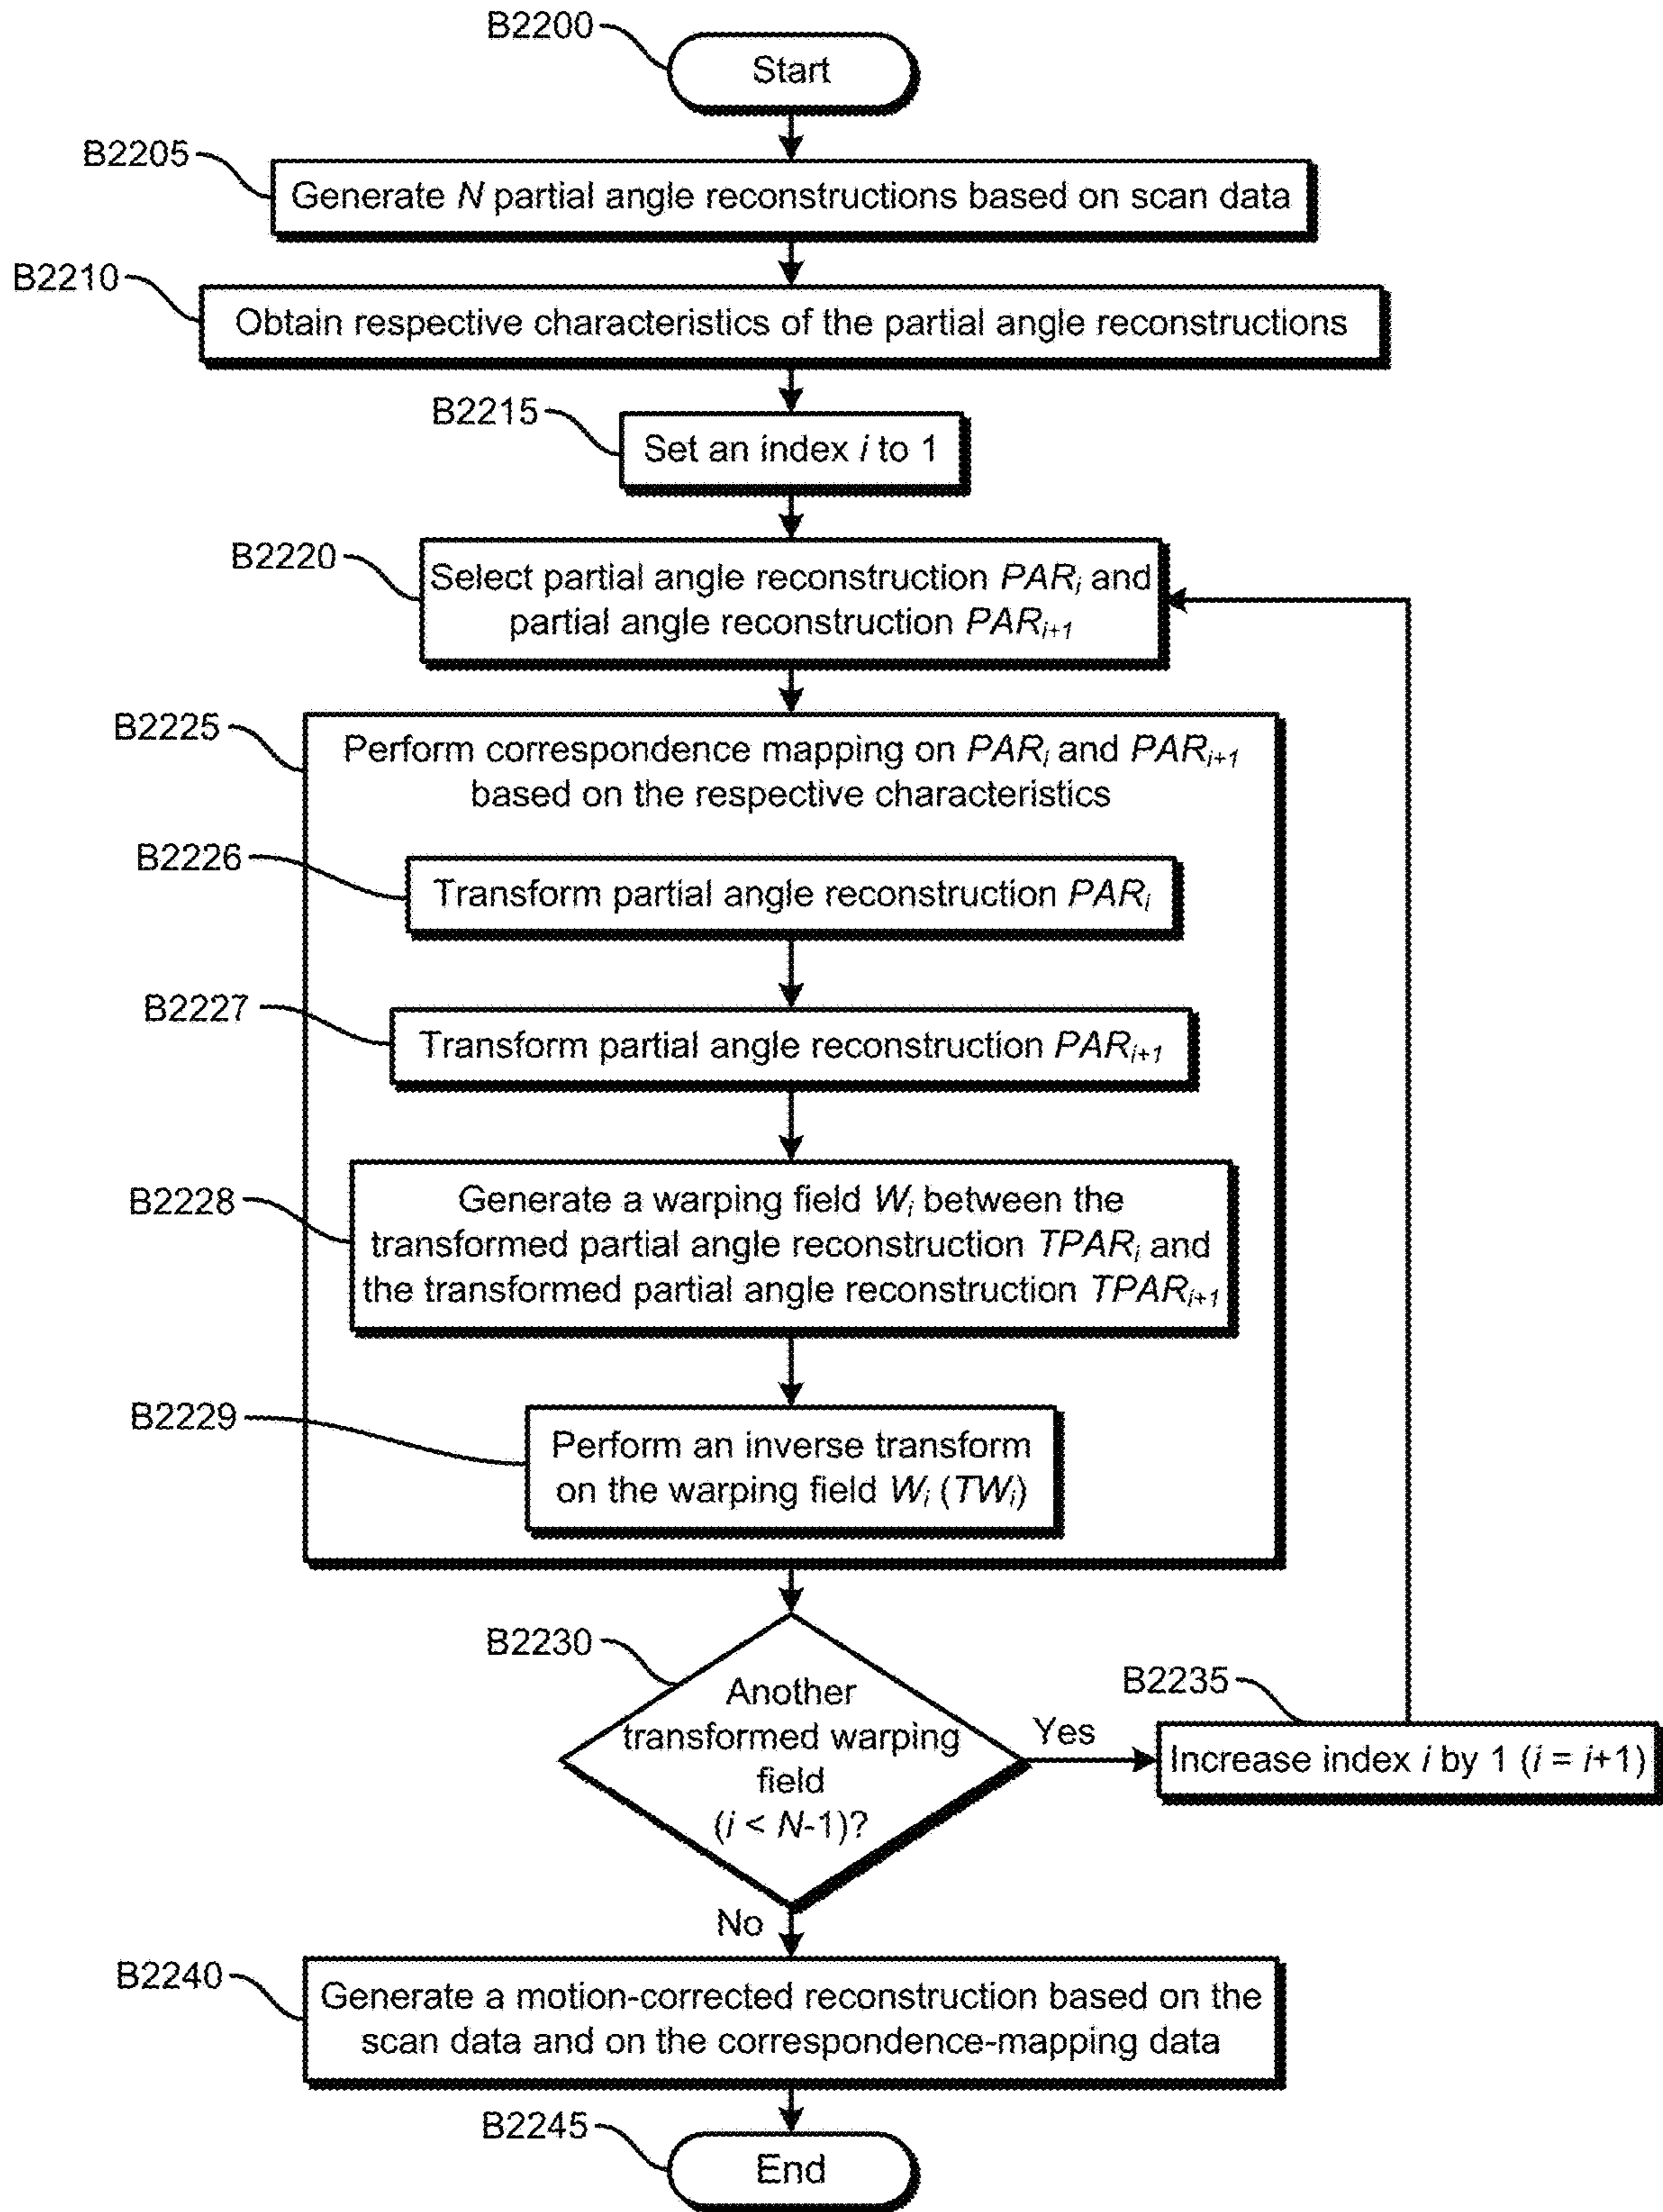 B2200
Start
B2205
Generate N partial angle reconstructions based on scan data
B2210
Obtain respective characteristics of the partial angle reconstructions
B2215
Set an index i to 1
B2220
Select partial angle reconstruction PARi and
partial angle reconstruction PARi+1
B2225
Perform correspondence mapping on PARi and PARi+1
based on the respective characteristics
B2226
Transform partial angle reconstruction PARi
B2227
Transform partial angle reconstruction PARi+1
B2228
Generate a warping field Wi between the
transformed partial angle reconstruction TPARi and
the transformed partial angle reconstruction TPARi+1
B2229
Perform an inverse transform
on the warping field Wi (TWi)
B2230
Another
transformed warping
field
(i < N-1)?
Yes
B2235
Increase index i by 1 (i = i+1)
No
B2240
Generate a motion-corrected reconstruction based on the
scan data and on the correspondence-mapping data
B2245
End